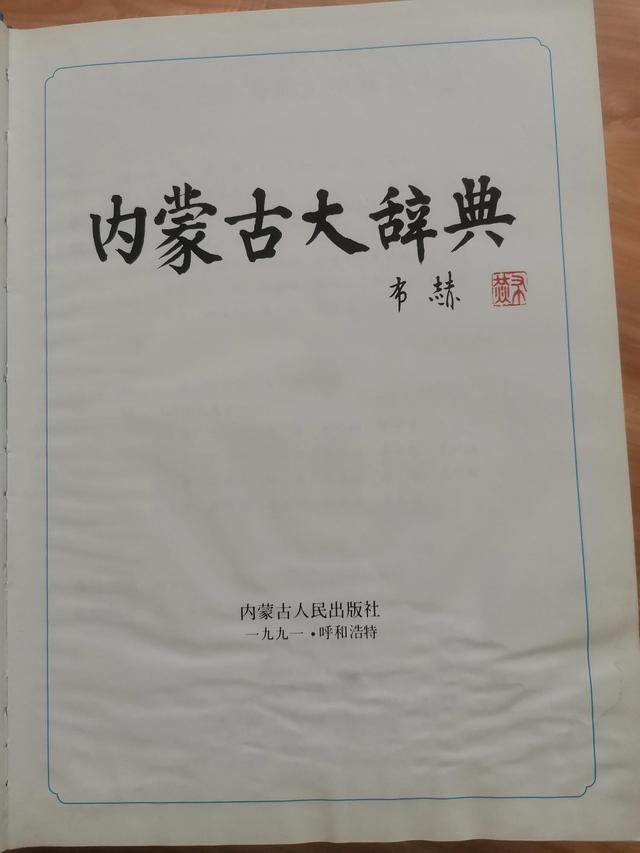 内蒙古大辞典
布赫
内蒙古人民出版社
一九九一·呼和浩特